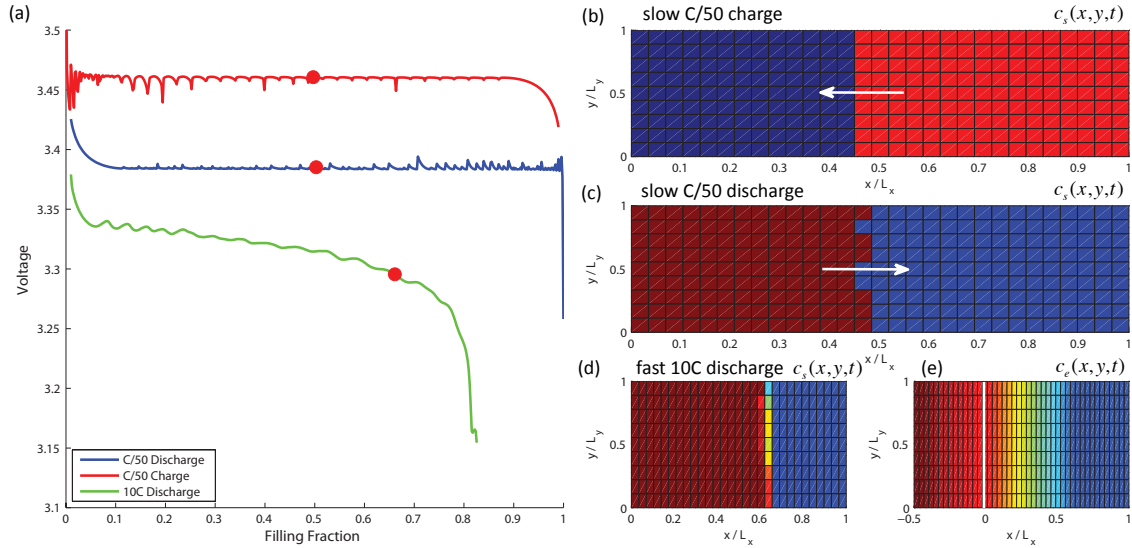 (a)
3.5
3.45
3.4
3.35
3.3
3.25
3.2
3.15
3.1
Voltage
0 0.1 0.2 0.3 0.4 0.5 0.6 0.7 0.8 0.9 1
Filling Fraction
C/50 Discharge
C/50 Charge
10C Discharge
(b) slow C/50 charge c_s(x,y,t)
1
0.5
0
y / L_y
0 0.1 0.2 0.3 0.4 0.5 0.6 0.7 0.8 0.9 1
x / L_x
(c) slow C/50 discharge c_s(x,y,t)
1
0.5
0
y / L_y
0 0.1 0.2 0.3 0.4 0.5 0.6 0.7 0.8 0.9 1
x / L_x
(d) fast 10C discharge c_s(x,y,t)
1
0.5
0
y / L_y
0 0.2 0.4 0.6 0.8 1
x / L_x
(e) c_e(x,y,t)
1
0.5
0
y / L_y
−0.5 0 0.5 1
x / L_x